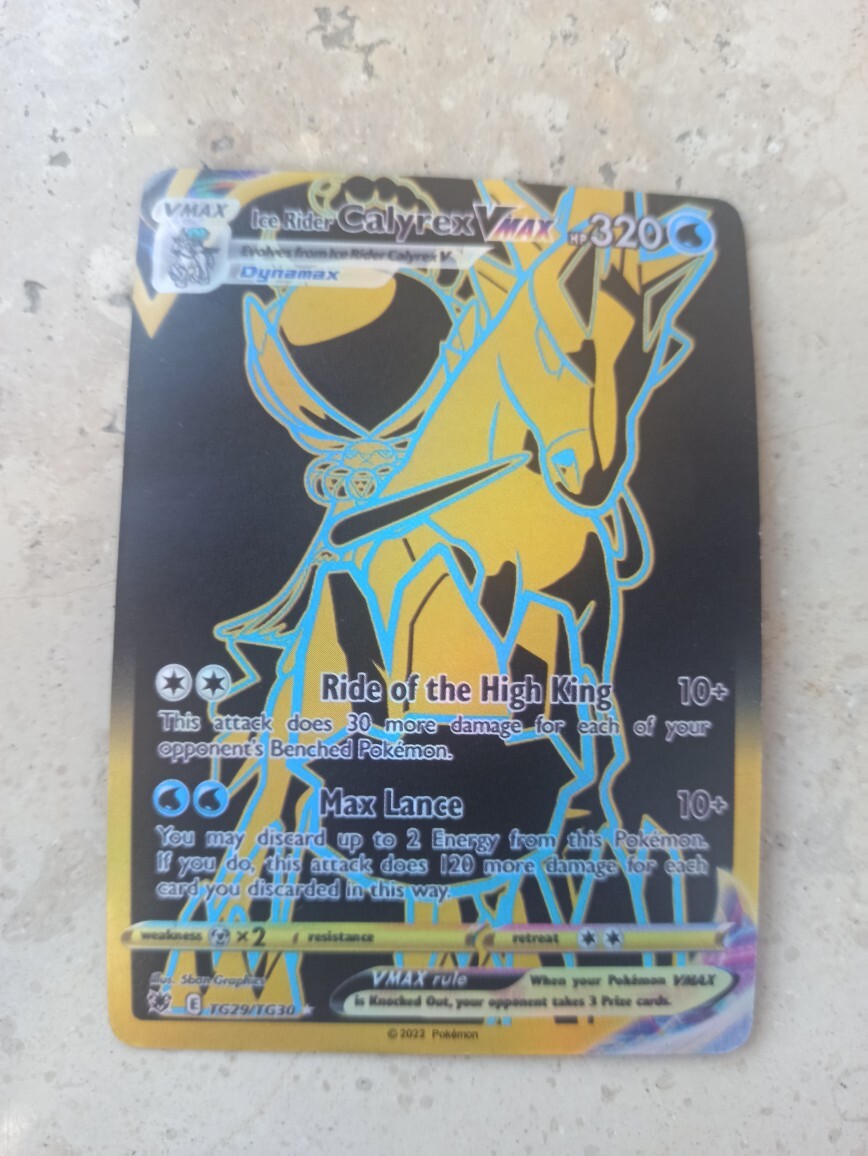 VMAX
Ice Rider Calyrex VMAX HP 320
Evolves from Ice Rider Calyrex V
Dynamax
Ride of the High King 10+
This attack does 30 more damage for each of your
opponent's Benched Pokémon.
Max Lance 10+
You may discard up to 2 Energy from this Pokémon.
If you do, this attack does 120 more damage for each
card you discarded in this way.
weakness ×2 resistance retreat
illus. 5ban Graphics
VMAX rule When your Pokémon VMAX
is Knocked Out, your opponent takes 3 Prize cards.
E TG29/TG30
©2022 Pokémon